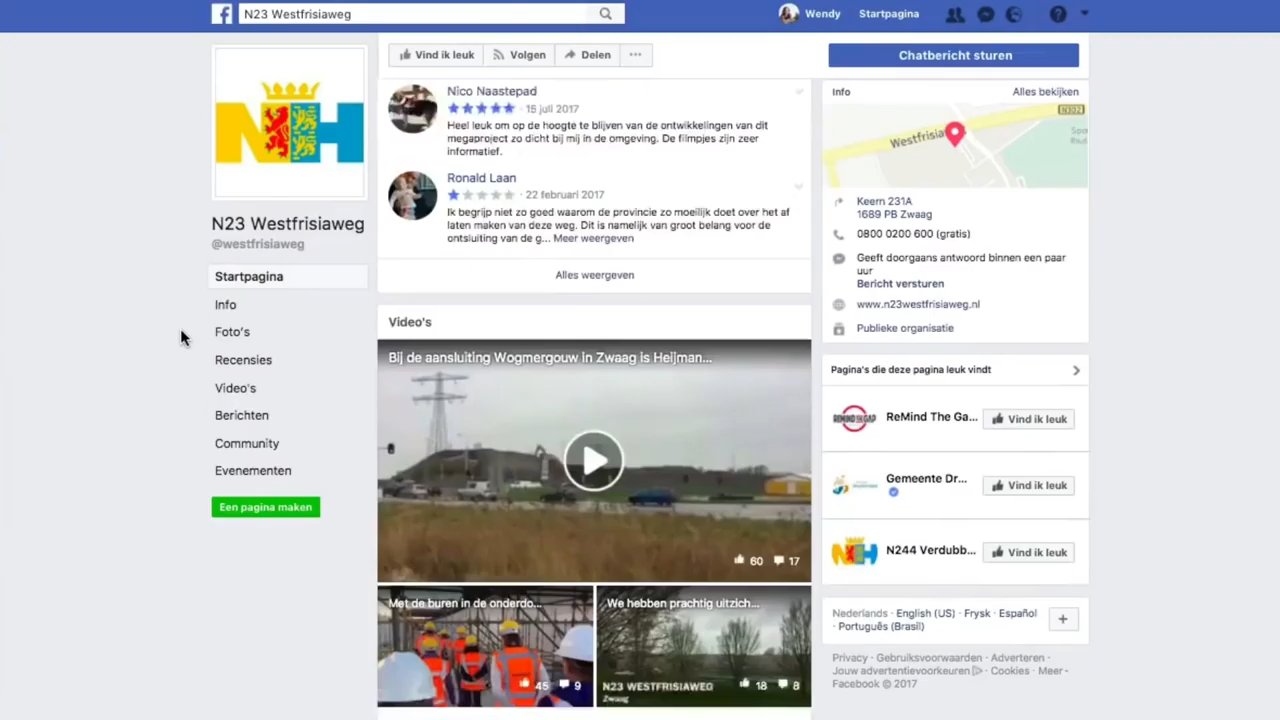 N23 Westfrisiaweg
Wendy
Startpagina
NH
N23 Westfrisiaweg
@westfrisiaweg
Startpagina
Info
Foto's
Recensies
Video's
Berichten
Community
Evenementen
Een pagina maken
Vind ik leuk
Volgen
Delen
Nico Naastepad
15 juli 2017
Heel leuk om op de hoogte te blijven van de ontwikkelingen van dit
megaproject zo dicht bij mij in de omgeving. De filmpjes zijn zeer
informatief.
Ronald Laan
22 februari 2017
Ik begrijp niet zo goed waarom de provincie zo moeilijk doet over het af
laten maken van deze weg. Dit is namelijk van groot belang voor de
ontsluiting van de g... Meer weergeven
Alles weergeven
Video's
Bij de aansluiting Wogmergouw in Zwaag is Heijman...
60 17
Met de buren in de onderdo...
45 9
We hebben prachtig uitzich...
N23 WESTFRISIAWEG
Zwaag
18 8
Chatbericht sturen
Info
Alles bekijken
N302
Westfrisia
Keern 231A
1689 PB Zwaag
0800 0200 600 (gratis)
Geeft doorgaans antwoord binnen een paar
uur
Bericht versturen
www.n23westfrisiaweg.nl
Publieke organisatie
Pagina's die deze pagina leuk vindt
ReMind The Ga...
Vind ik leuk
Gemeente Dr...
Vind ik leuk
N244 Verdubb...
Vind ik leuk
Nederlands · English (US) · Frysk · Español
· Português (Brasil)
Privacy · Gebruiksvoorwaarden · Adverteren ·
Jouw advertentievoorkeuren · Cookies · Meer
Facebook © 2017